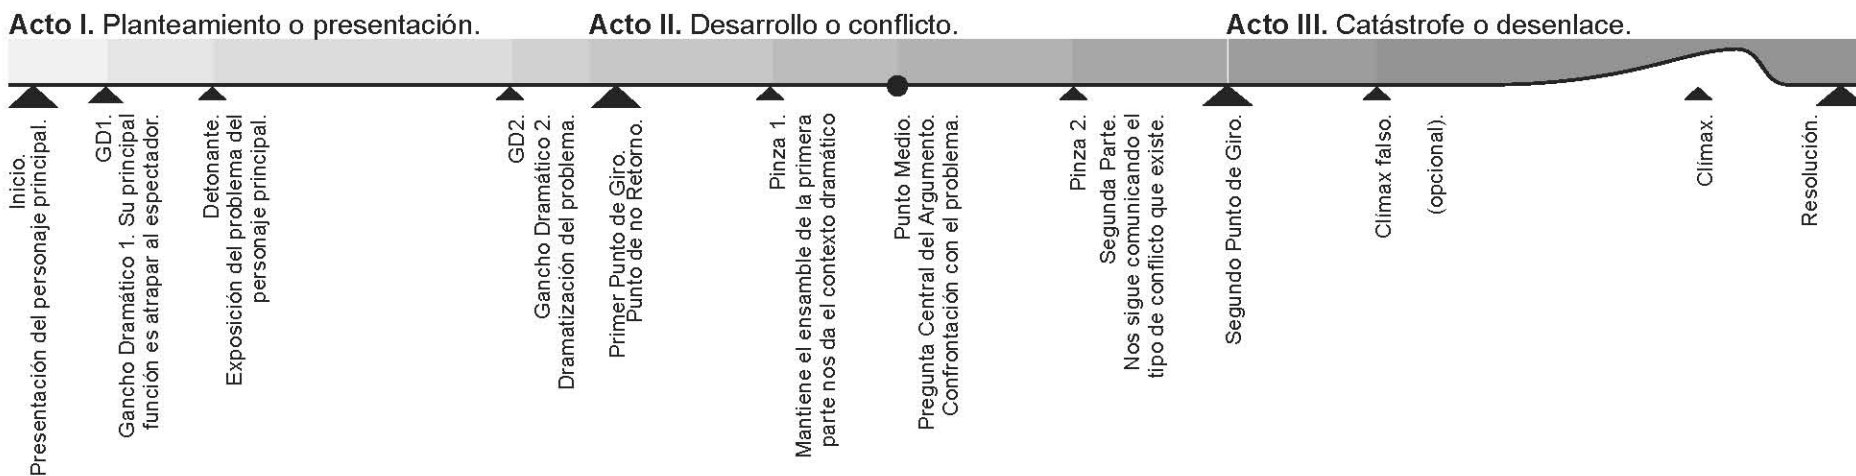 Acto I. Planteamiento o presentación.
Acto II. Desarrollo o conflicto.
Acto III. Catástrofe o desenlace.
Inicio.
Presentación del personaje principal.
GD1.
Gancho Dramático 1. Su principal
función es atrapar al espectador.
Detonante.
Exposición del problema del
personaje principal.
GD2.
Gancho Dramático 2.
Dramatización del problema.
Primer Punto de Giro.
Punto de no Retorno.
Pinza 1.
Mantiene el ensamble de la primera
parte nos da el contexto dramático
Punto Medio.
Pregunta Central del Argumento.
Confrontación con el problema.
Pinza 2.
Segunda Parte.
Nos sigue comunicando el
tipo de conflicto que existe.
Segundo Punto de Giro.
Clímax falso.
(opcional).
Clímax.
Resolución.